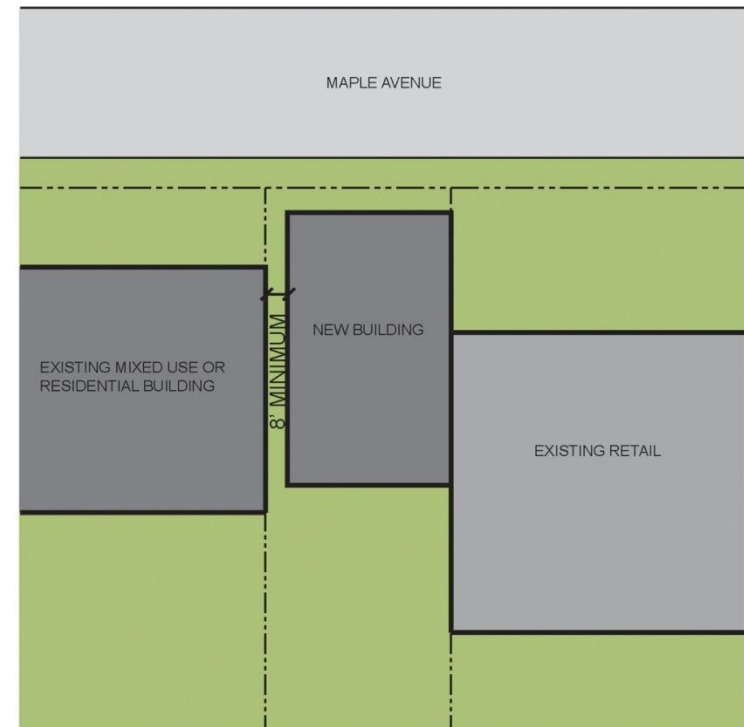 MAPLE AVENUE
NEW BUILDING
8' MINIMUM
EXISTING MIXED USE OR
RESIDENTIAL BUILDING
EXISTING RETAIL